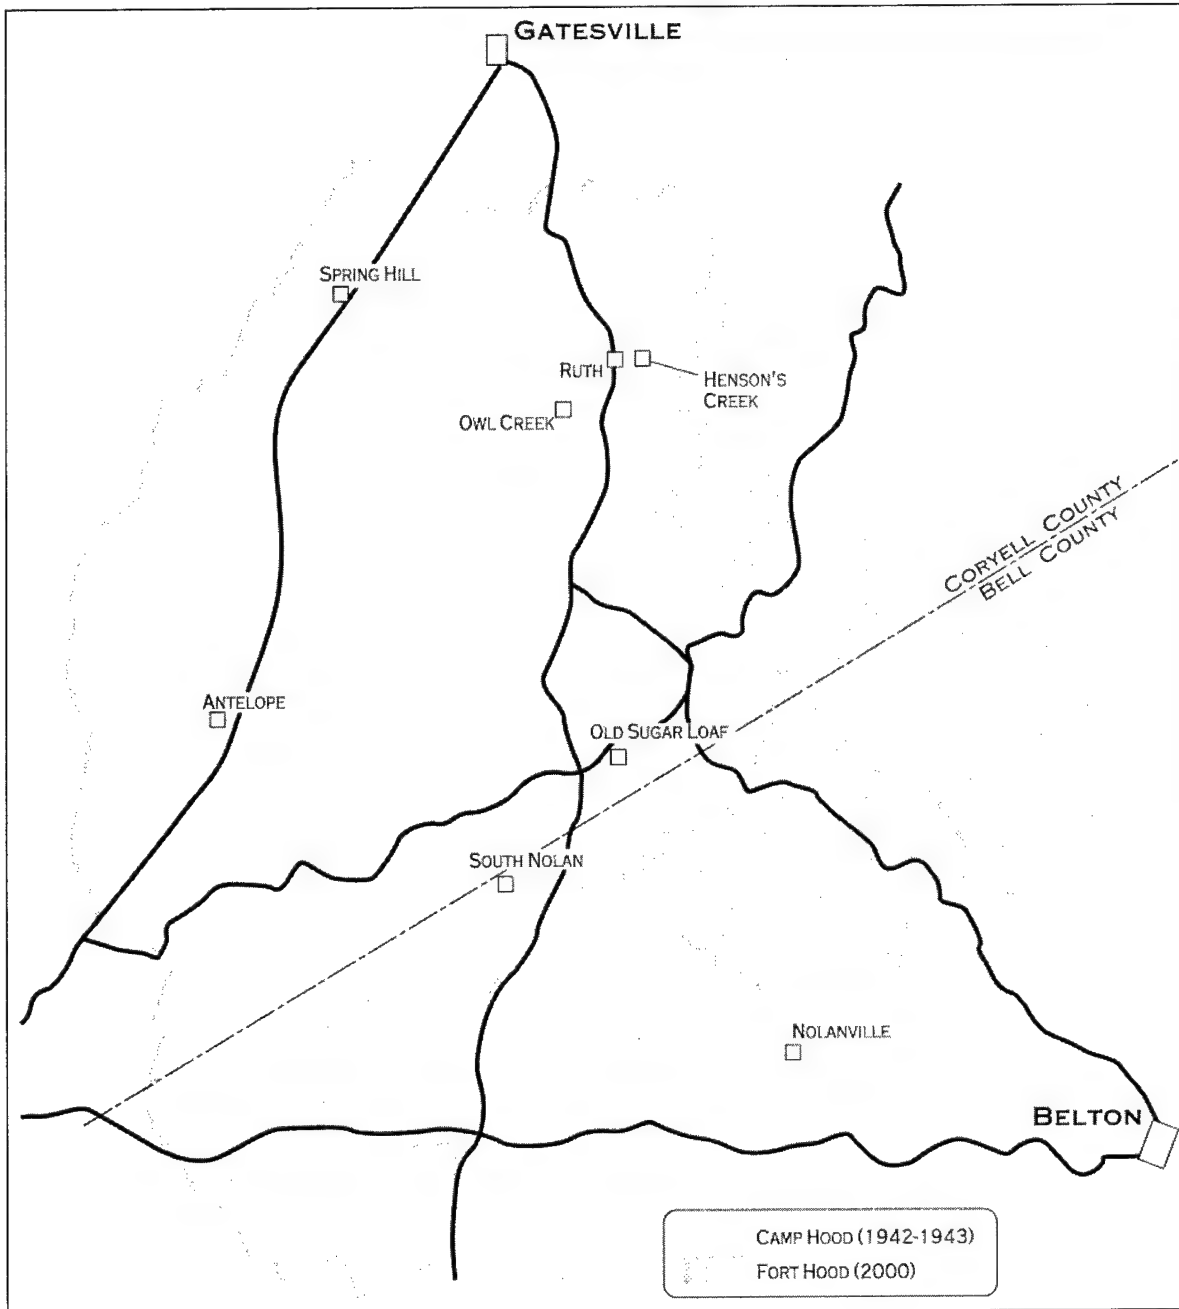 GATESVILLE
SPRING HILL
RUTH
HENSON'S
CREEK
OWL CREEK
CORYELL COUNTY
BELL COUNTY
ANTELOPE
OLD SUGAR LOAF
SOUTH NOLAN
NOLANVILLE
BELTON
CAMP HOOD (1942-1943)
FORT HOOD (2000)